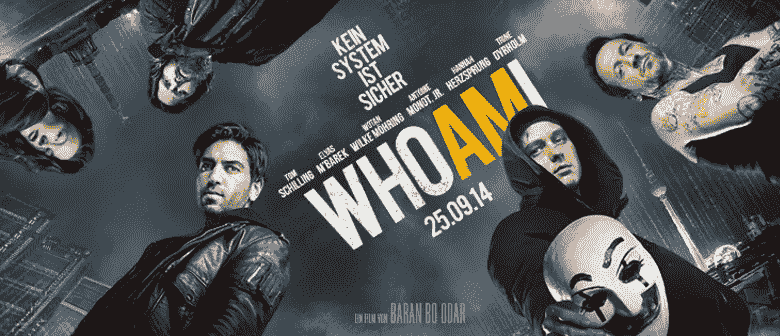 KEIN
SYSTEM
IST
SICHER
TOM
SCHILLING
ELYAS
M'BAREK
WOTAN
WILKE MÖHRING
ANTOINE
MONOT, JR.
HANNAH
HERZSPRUNG
TRINE
DYRHOLM
WHOAMI
25.09.14
EIN FILM VON BARAN BO ODAR